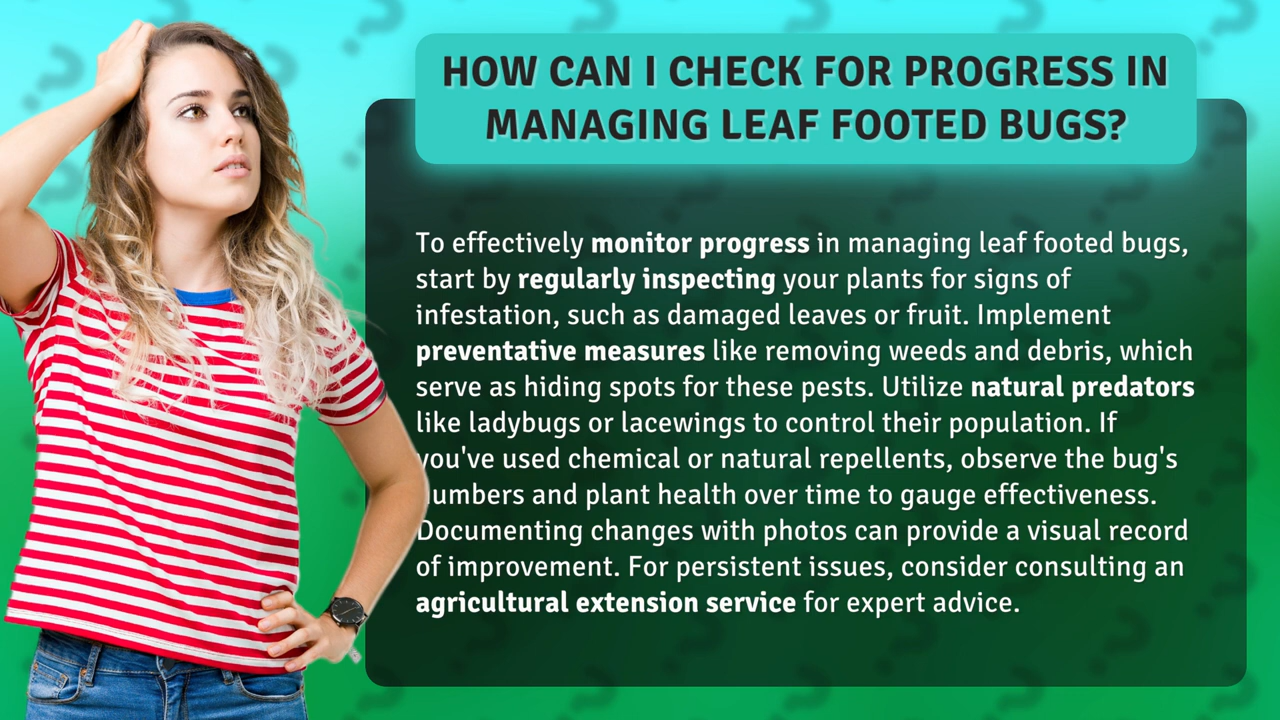 HOW CAN I CHECK FOR PROGRESS IN
MANAGING LEAF FOOTED BUGS?
To effectively monitor progress in managing leaf footed bugs,
start by regularly inspecting your plants for signs of
infestation, such as damaged leaves or fruit. Implement
preventative measures like removing weeds and debris, which
serve as hiding spots for these pests. Utilize natural predators
like ladybugs or lacewings to control their population. If
you've used chemical or natural repellents, observe the bug's
numbers and plant health over time to gauge effectiveness.
Documenting changes with photos can provide a visual record
of improvement. For persistent issues, consider consulting an
agricultural extension service for expert advice.